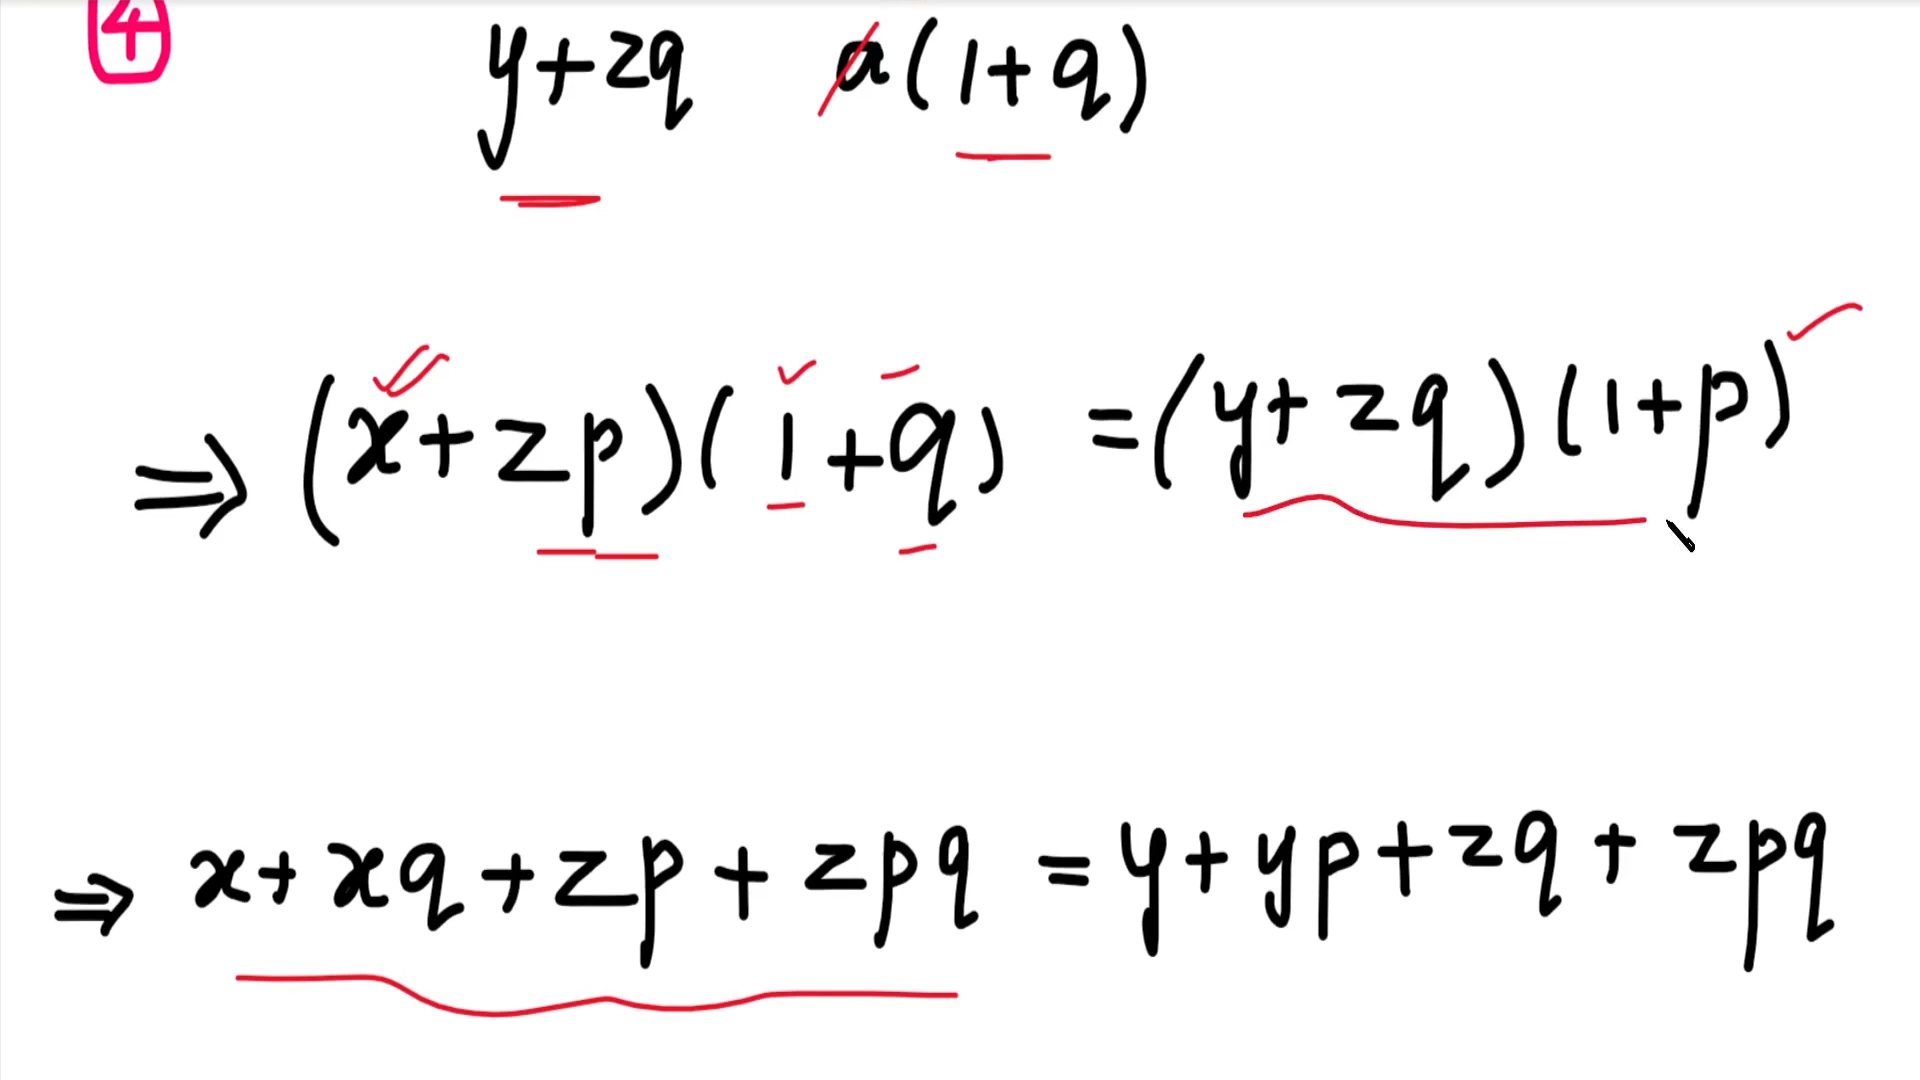 4
y+zq a(1+q)
⇒ (x+zp)(1+q) = (y+zq)(1+p)
⇒ x+xq+zp+zpq = y+yp+zq+zpq